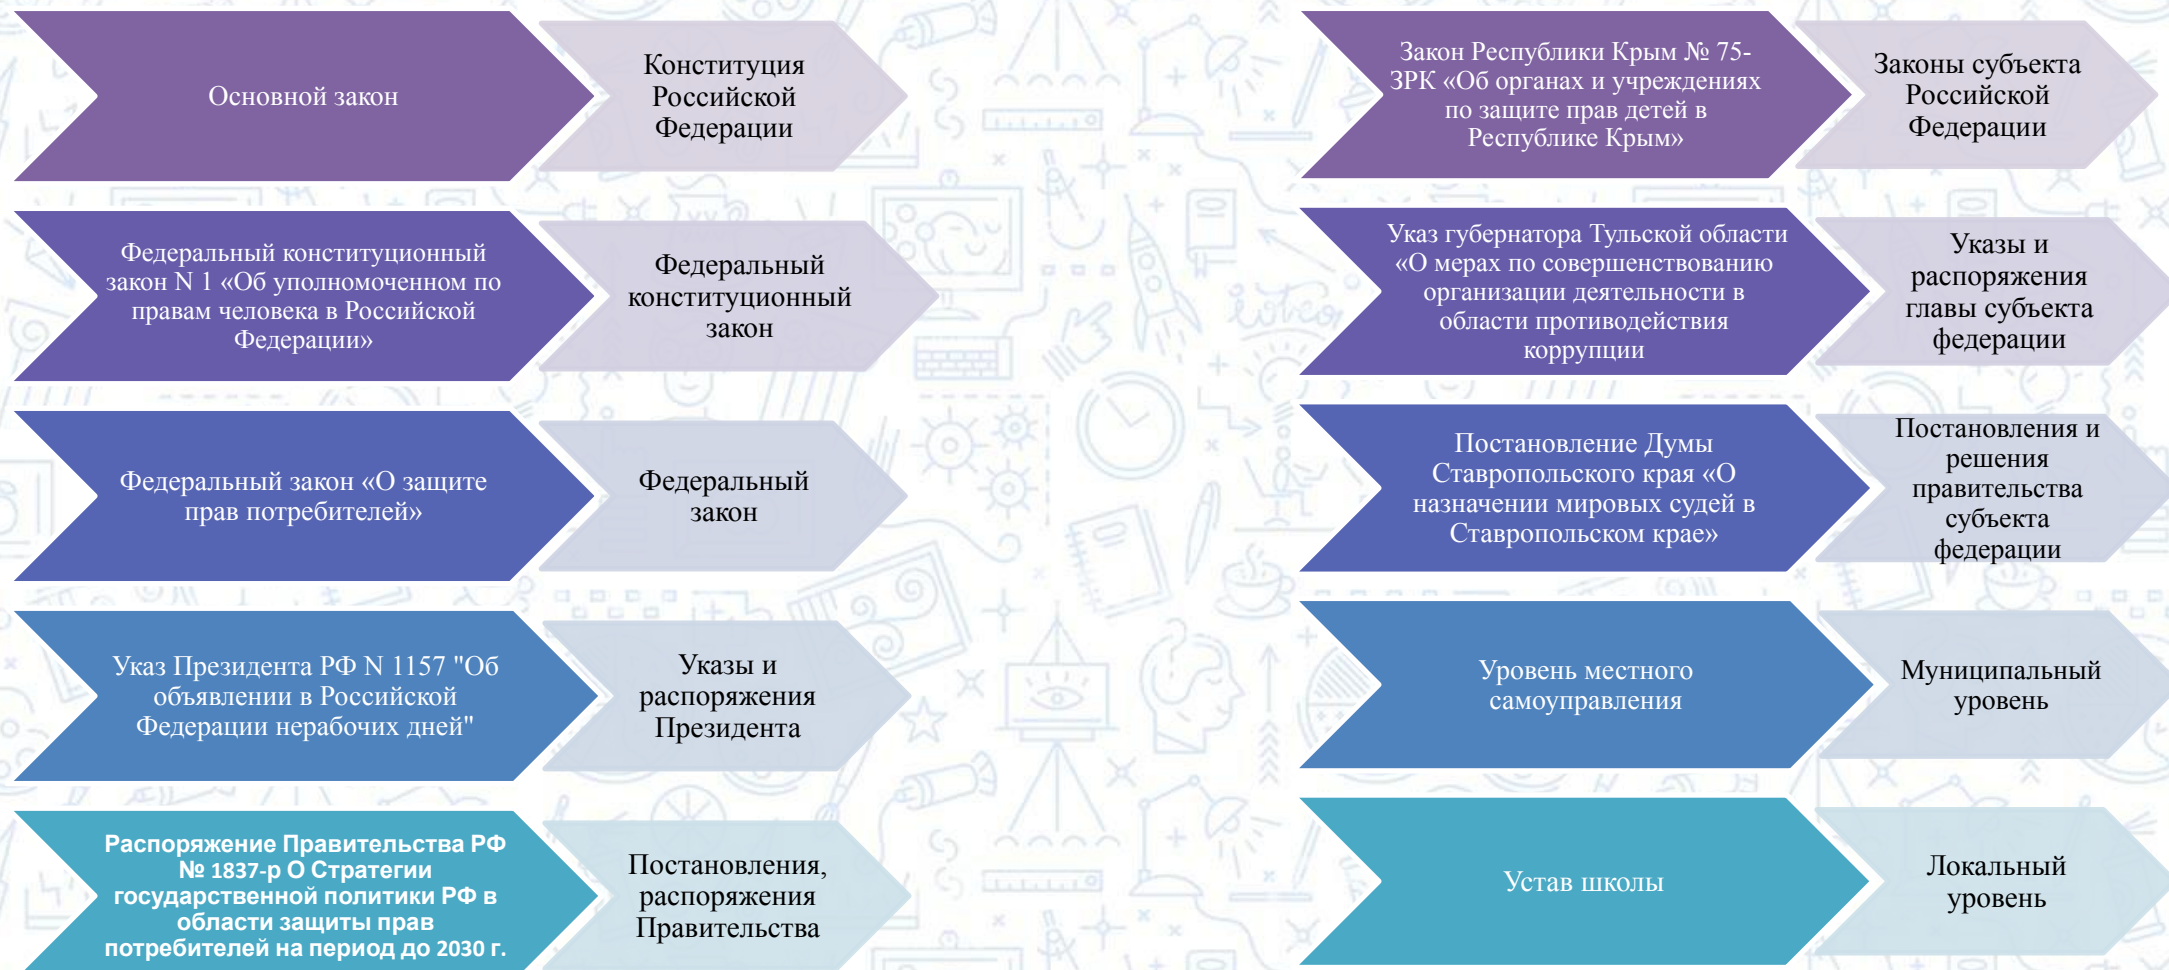 Основной закон
Конституция
Российской
Федерации
Федеральный конституционный
закон N 1 «Об уполномоченном по
правам человека в Российской
Федерации»
Федеральный
конституционный
закон
Федеральный закон «О защите
прав потребителей»
Федеральный
закон
Указ Президента РФ N 1157 "Об
объявлении в Российской
Федерации нерабочих дней"
Указы и
распоряжения
Президента
Распоряжение Правительства РФ
№ 1837-р О Стратегии
государственной политики РФ в
области защиты прав
потребителей на период до 2030 г.
Постановления,
распоряжения
Правительства
Закон Республики Крым № 75-
ЗРК «Об органах и учреждениях
по защите прав детей в
Республике Крым»
Законы субъекта
Российской
Федерации
Указ губернатора Тульской области
«О мерах по совершенствованию
организации деятельности в
области противодействия
коррупции
Указы и
распоряжения
главы субъекта
федерации
Постановление Думы
Ставропольского края «О
назначении мировых судей в
Ставропольском крае»
Постановления и
решения
правительства
субъекта
федерации
Уровень местного
самоуправления
Муниципальный
уровень
Устав школы
Локальный
уровень